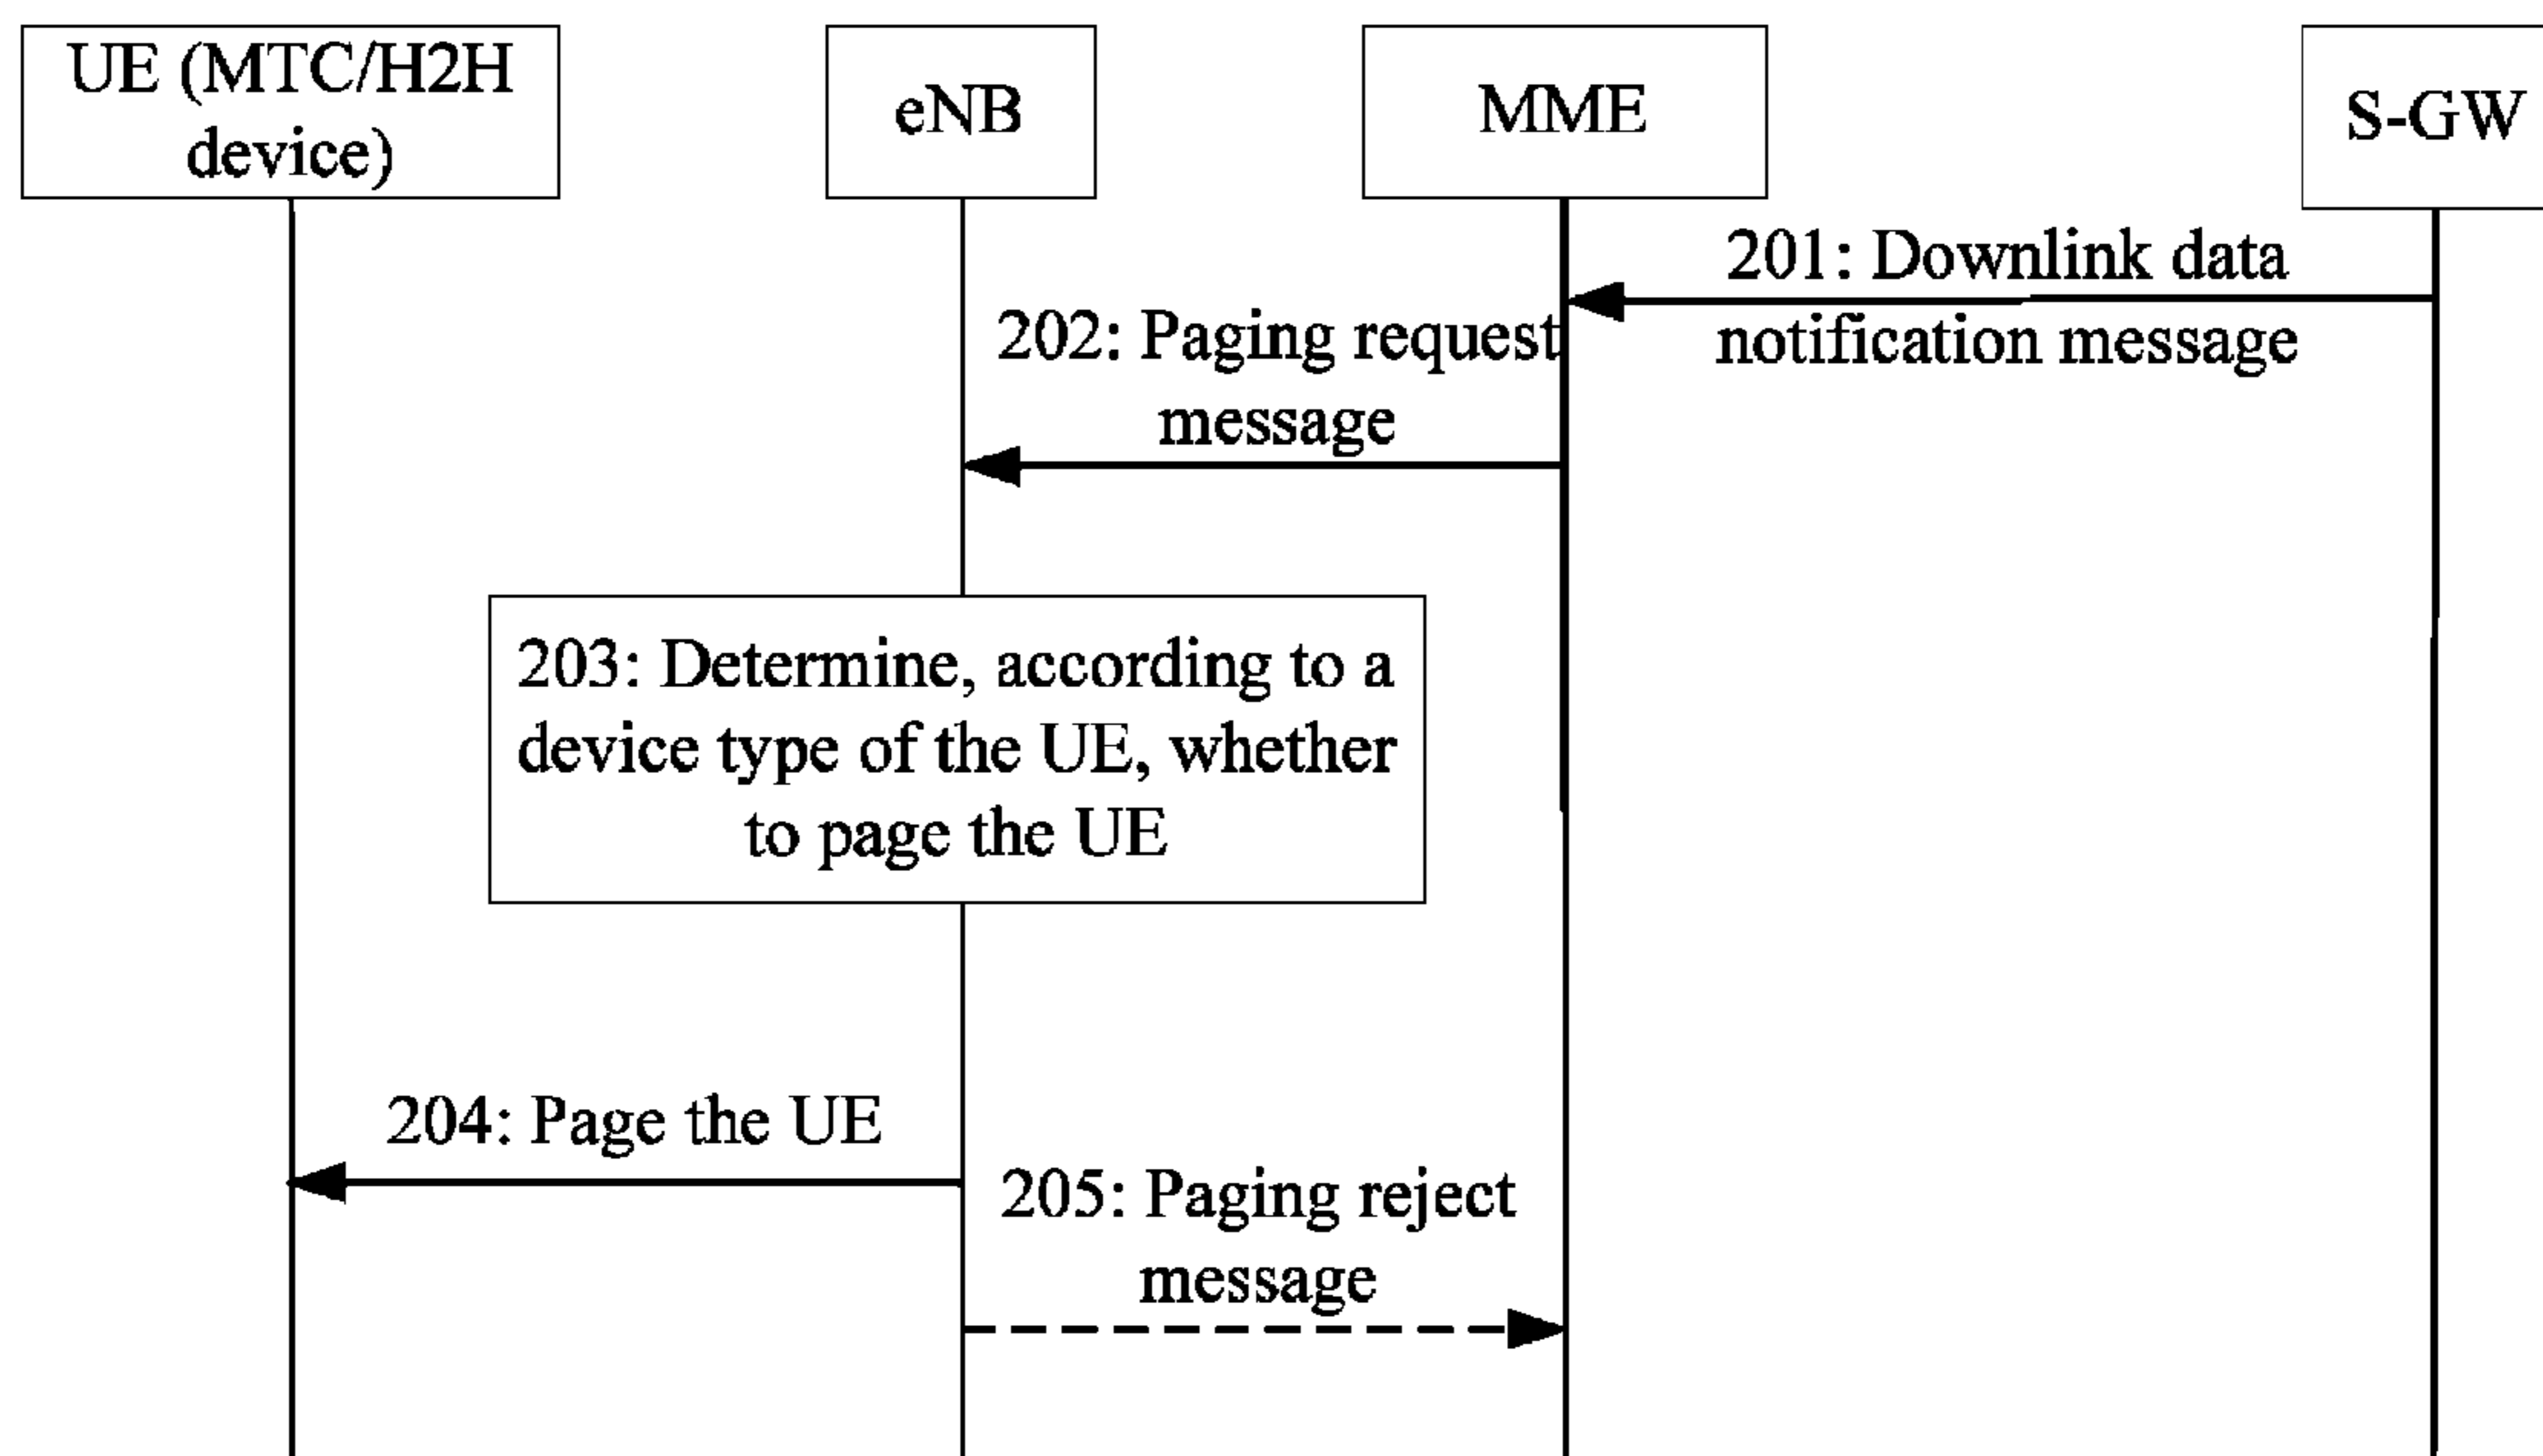 UE (MTC/H2H
device)
eNB
MME
S-GW
201: Downlink data
notification message
202: Paging request
message
203: Determine, according to a
device type of the UE, whether
to page the UE
204: Page the UE
205: Paging reject
message